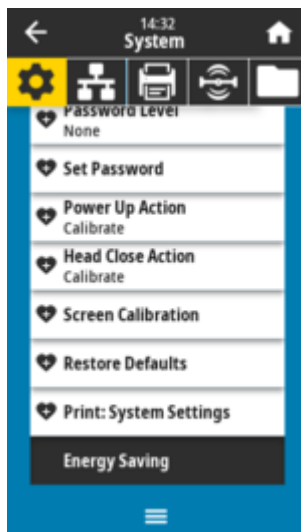 14:32
System
Password Level
None
Set Password
Power Up Action
Calibrate
Head Close Action
Calibrate
Screen Calibration
Restore Defaults
Print: System Settings
Energy Saving